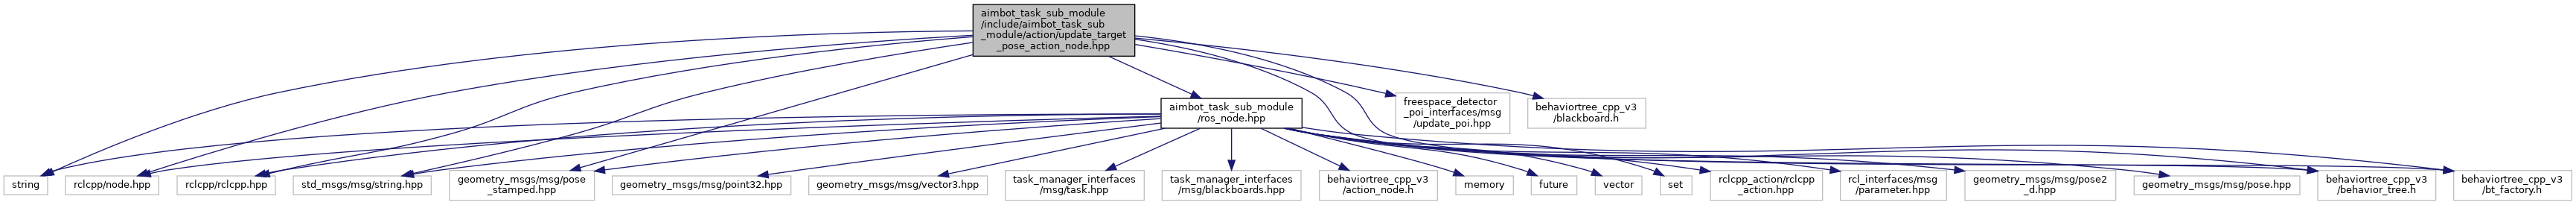 aimbot_task_sub_module
/include/aimbot_task_sub
_module/action/update_target
_pose_action_node.hpp
aimbot_task_sub_module
/ros_node.hpp
freespace_detector
_poi_interfaces/msg
/update_poi.hpp
behaviortree_cpp_v3
/blackboard.h
string
rclcpp/node.hpp
rclcpp/rclcpp.hpp
std_msgs/msg/string.hpp
geometry_msgs/msg/pose
_stamped.hpp
geometry_msgs/msg/point32.hpp
geometry_msgs/msg/vector3.hpp
task_manager_interfaces
/msg/task.hpp
task_manager_interfaces
/msg/blackboards.hpp
behaviortree_cpp_v3
/action_node.h
memory
future
vector
set
rclcpp_action/rclcpp
_action.hpp
rcl_interfaces/msg
/parameter.hpp
geometry_msgs/msg/pose2
_d.hpp
geometry_msgs/msg/pose.hpp
behaviortree_cpp_v3
/behavior_tree.h
behaviortree_cpp_v3
/bt_factory.h